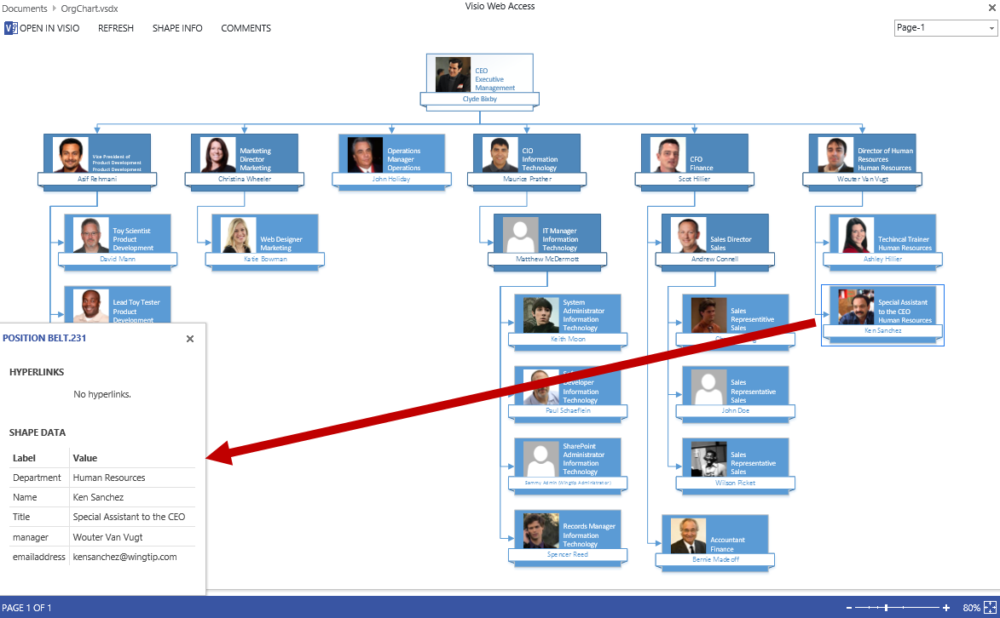 Documents ▸ OrgChart.vsdx
Visio Web Access
OPEN IN VISIO REFRESH SHAPE INFO COMMENTS
Page-1
CEO
Executive
Management
Clyde Bixby
Vice President of
Product Development
Product Development
Asif Rehmani
Marketing
Director
Marketing
Christina Wheeler
Operations
Manager
Operations
John Holiday
CIO
Information
Technology
Maurice Prather
CFO
Finance
Scot Hillier
Director of Human
Resources
Human Resources
Wouter Van Vugt
Toy Scientist
Product
Development
David Mann
Web Designer
Marketing
Katie Bowman
IT Manager
Information
Technology
Matthew McDermott
Sales Director
Sales
Andrew Connell
Techincal Trainer
Human Resources
Ashley Hillier
Lead Toy Tester
Product
Development
System
Administrator
Information
Technology
Keith Moon
Sales
Representitive
Sales
Special Assistant
to the CEO
Human Resources
Ken Sanchez
Developer
Information
Technology
Paul Schaeflein
Sales
Representative
Sales
John Doe
SharePoint
Administrator
Information
Technology
Sammy Admin (Wingtip Administrator)
Sales
Representative
Sales
Wilson Picket
Records Manager
Information
Technology
Spencer Reed
Accountant
Finance
Bernie Madeoff
POSITION BELT.231
HYPERLINKS
No hyperlinks.
SHAPE DATA
Label Value
Department Human Resources
Name Ken Sanchez
Title Special Assistant to the CEO
manager Wouter Van Vugt
emailaddress kensanchez@wingtip.com
PAGE 1 OF 1
80%